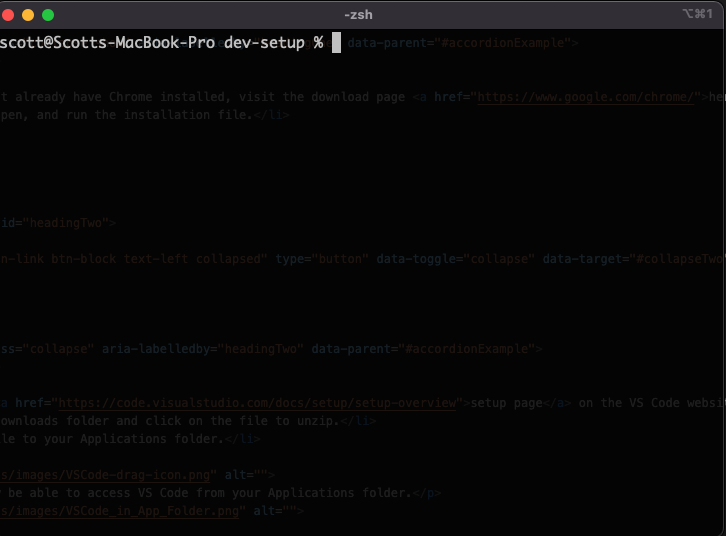 -zsh
⌥⌘1
scott@Scotts-MacBook-Pro dev-setup % data-parent="#accordionExample">
t already have Chrome installed, visit the download page <a href="https://www.google.com/chrome/">he
pen, and run the installation file.</li>
id="headingTwo">
n-link btn-block text-left collapsed" type="button" data-toggle="collapse" data-target="#collapseTwo"
ss="collapse" aria-labelledby="headingTwo" data-parent="#accordionExample">
a href="https://code.visualstudio.com/docs/setup/setup-overview">setup page</a> on the VS Code websit
ownloads folder and click on the file to unzip.</li>
le to your Applications folder.</li>
s/images/VSCode-drag-icon.png" alt="">
be able to access VS Code from your Applications folder.</p>
s/images/VSCode_in_App_Folder.png" alt="">